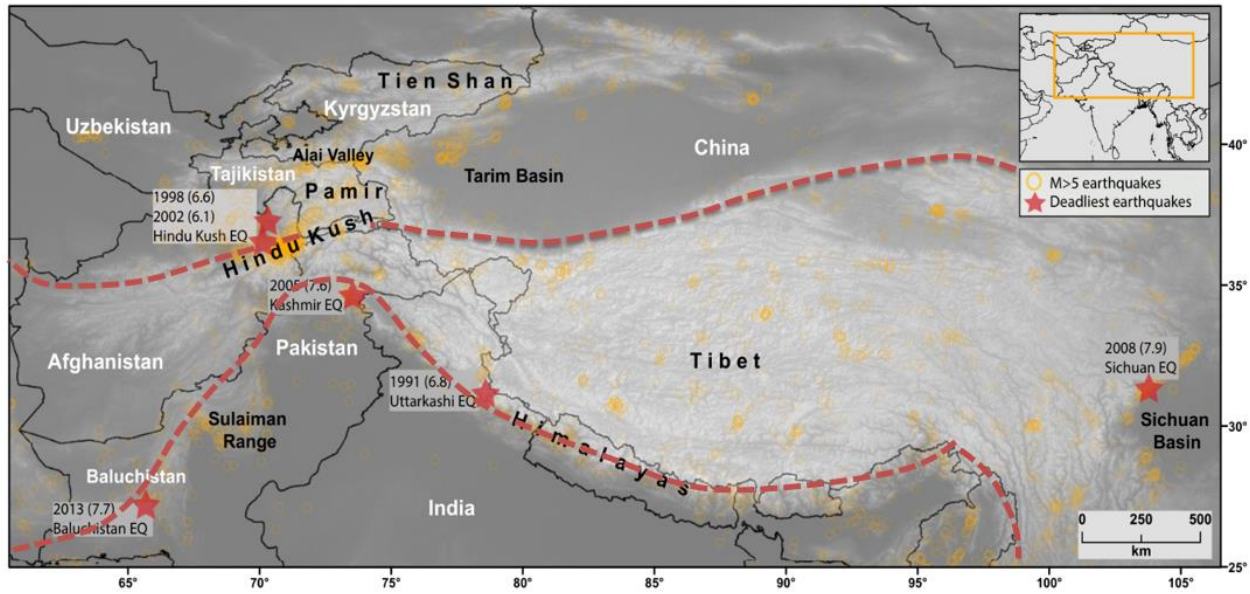 Tien Shan
Kyrgyzstan
Uzbekistan
Alai Valley
China
40°N
Tajikistan
Tarim Basin
Pamir
M>5 earthquakes
Deadliest earthquakes
1998 (6.6)
2002 (6.1)
Hindu Kush EQ
Hindu Kush
2005 (7.6)
Kashmir EQ
35°N
Pakistan
Afghanistan
Tibet
2008 (7.9)
Sichuan EQ
1991 (6.8)
Uttarkashi EQ
Himalayas
Sulaiman
Range
Sichuan
Basin
30°N
Baluchistan
2013 (7.7)
Baluchistan EQ
India
0 250 500
km
25°N
65° 70° 75° 80° 85° 90° 95° 100° 105°